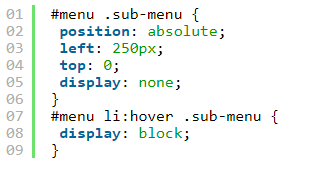 01 #menu .sub-menu {
02  position: absolute;
03  left: 250px;
04  top: 0;
05  display: none;
06 }
07 #menu li:hover .sub-menu {
08  display: block;
09 }